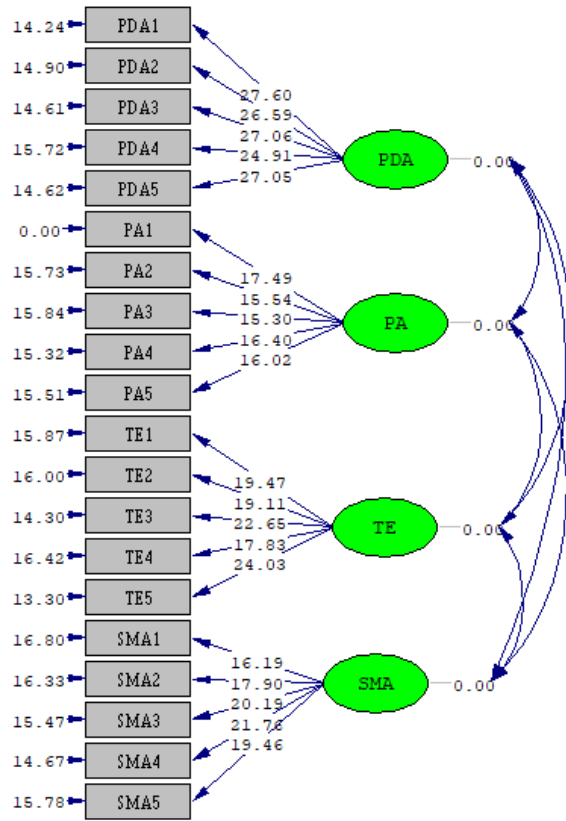 14.24 PDA1
14.90 PDA2
14.61 PDA3
15.72 PDA4
14.62 PDA5
27.60
26.59
27.06
24.91
27.05
PDA 0.00
0.00 PA1
15.73 PA2
15.84 PA3
15.32 PA4
15.51 PA5
17.49
15.54
15.30
16.40
16.02
PA 0.00
15.87 TE1
16.00 TE2
14.30 TE3
16.42 TE4
13.30 TE5
19.47
19.11
22.65
17.83
24.03
TE 0.00
16.80 SMA1
16.33 SMA2
15.47 SMA3
14.67 SMA4
15.78 SMA5
16.19
17.90
20.19
21.76
19.46
SMA 0.00